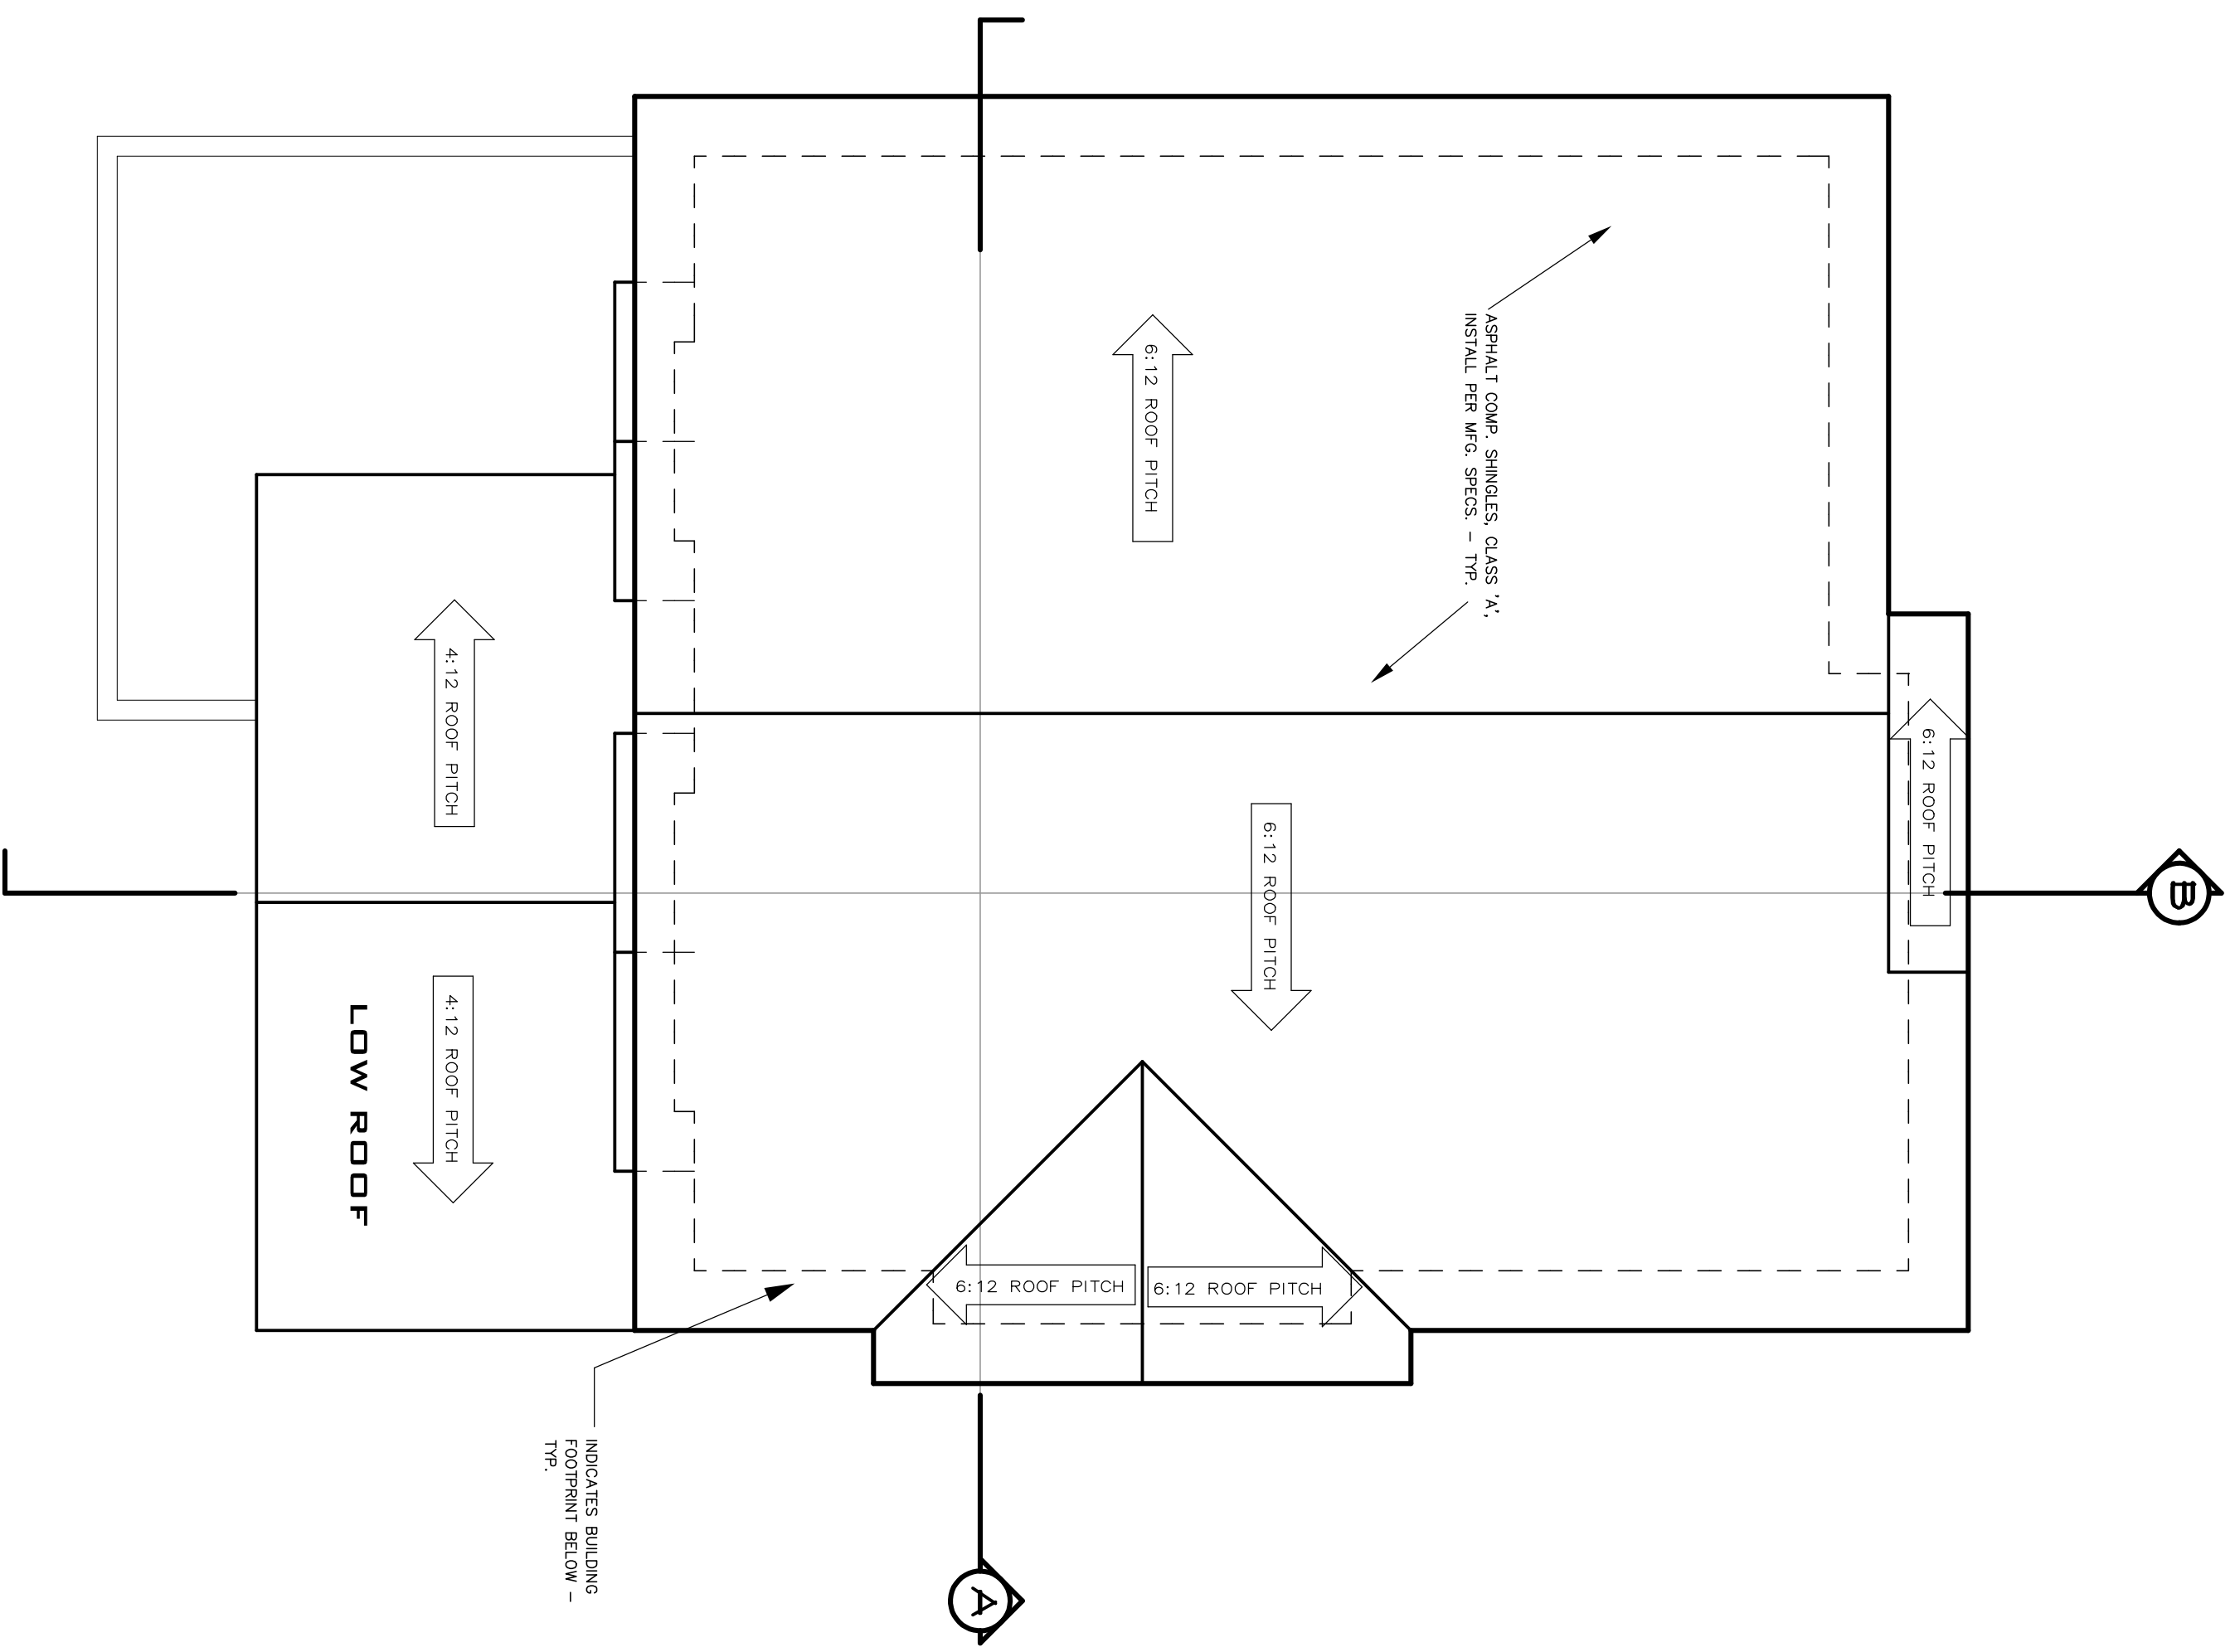 ASPHALT COMP. SHINGLES, CLASS 'A',
INSTALL PER MFG. SPECS. – TYP.
6:12 ROOF PITCH
6:12 ROOF PITCH
B
6:12 ROOF PITCH
6:12 ROOF PITCH
6:12 ROOF PITCH
4:12 ROOF PITCH
4:12 ROOF PITCH
LOW ROOF
INDICATES BUILDING
FOOTPRINT BELOW –
TYP.
A